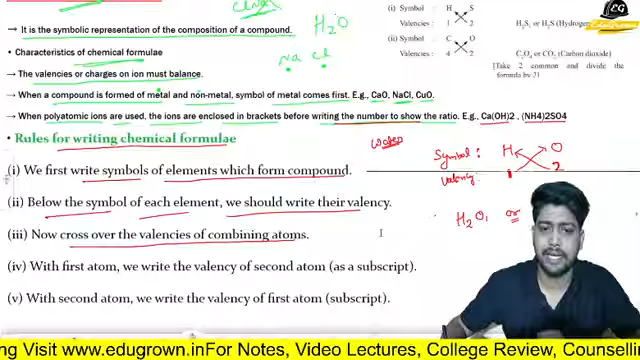 ClNa
→ It is the symbolic representation of the composition of a compound.
H2O
• Characteristics of chemical formulae
Na Cl
→ The valencies or charges on ion must balance.
→ When a compound is formed of metal and non-metal, symbol of metal comes first. E.g., CaO, NaCl, CuO.
→ When polyatomic ions are used, the ions are enclosed in brackets before writing the number to show the ratio. E.g., Ca(OH)2 , (NH4)2SO4
• Rules for writing chemical formulae
(i) We first write symbols of elements which form compound.
(ii) Below the symbol of each element, we should write their valency.
(iii) Now cross over the valencies of combining atoms.
(iv) With first atom, we write the valency of second atom (as a subscript).
(v) With second atom, we write the valency of first atom (subscript).
(i) Symbol : H S
Valencies : 1 2 H2S1 or H2S (Hydrogen
(ii) Symbol : C O
Valencies : 4 2 C2O4 or CO2 (Carbon dioxide)
[Take 2 common and divide the
formula by 2]
CG
Edugrown
Water
Symbol : H O
Valency : 1 2
H2O1 or
ing Visit www.edugrown.inFor Notes, Video Lectures, College Review, Counselli